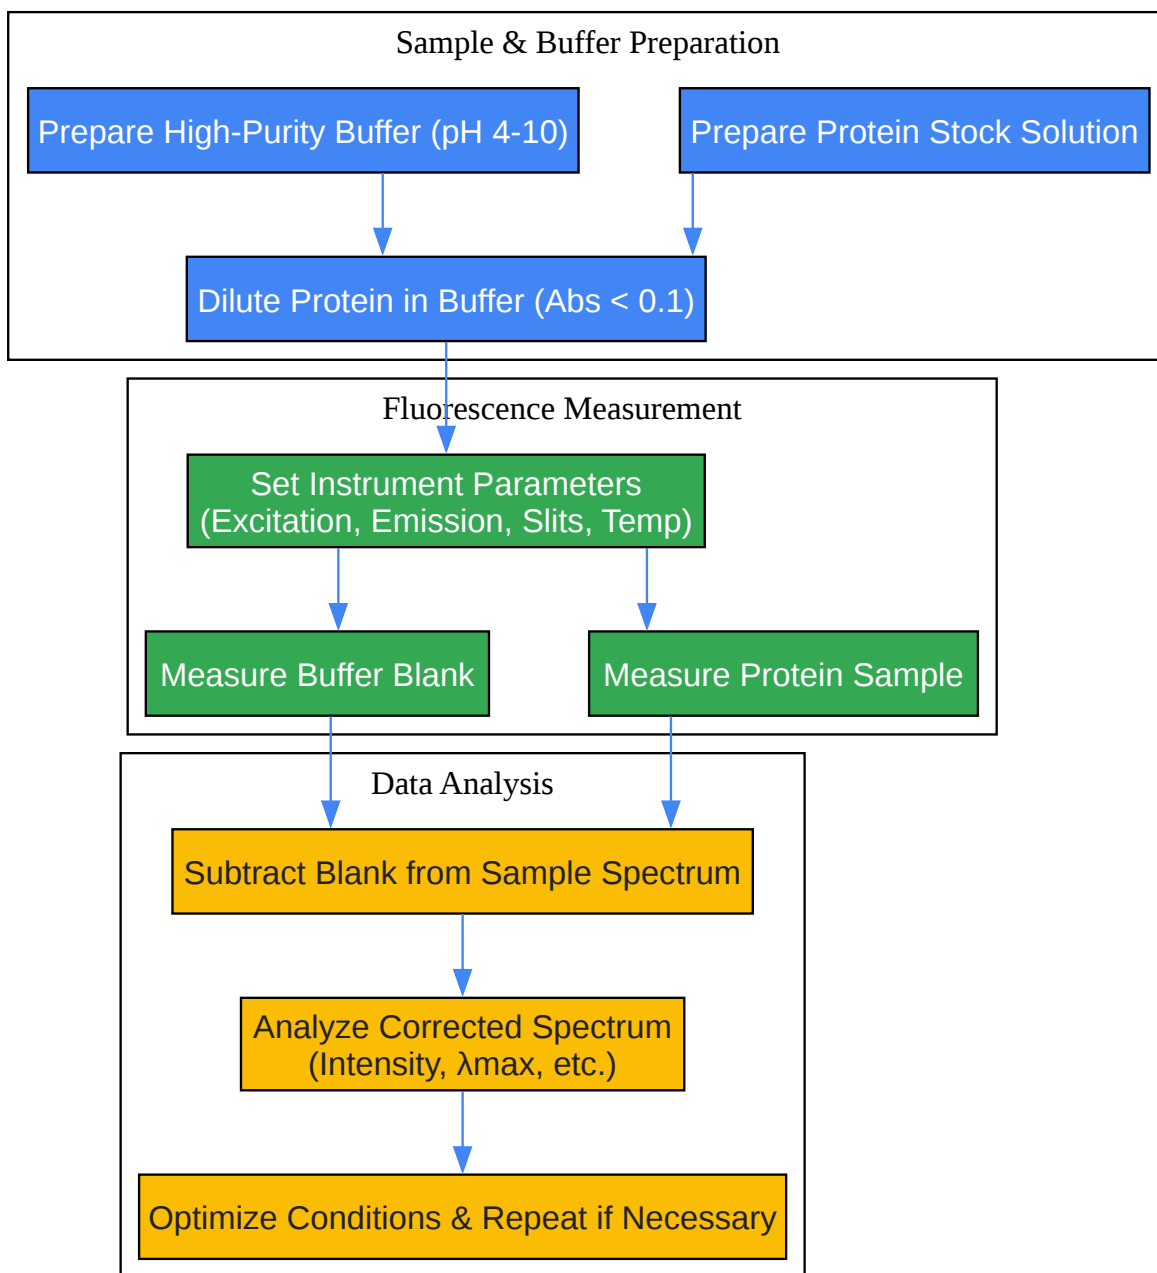 Sample & Buffer Preparation
Prepare High-Purity Buffer (pH 4-10)
Prepare Protein Stock Solution
Dilute Protein in Buffer (Abs < 0.1)
Fluorescence Measurement
Set Instrument Parameters
(Excitation, Emission, Slits, Temp)
Measure Buffer Blank
Measure Protein Sample
Data Analysis
Subtract Blank from Sample Spectrum
Analyze Corrected Spectrum
(Intensity, λmax, etc.)
Optimize Conditions & Repeat if Necessary